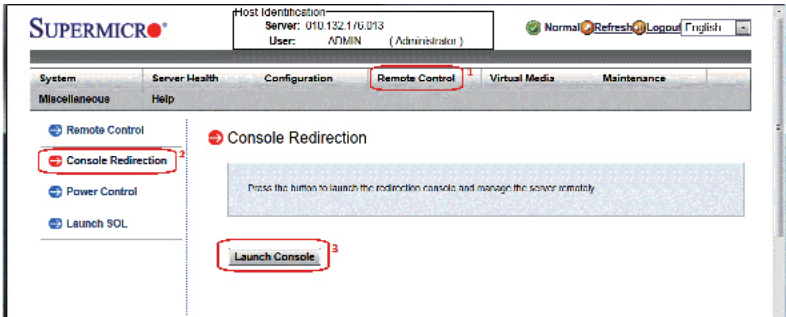 Host Identification
SUPERMICRO
Server: 010.132.176.013
User: ADMIN (Administrator)
Normal Refresh Logout English
System Server Health Configuration Remote Control 1 Virtual Media Maintenance
Miscellaneous Help
Remote Control
Console Redirection 2
Power Control
Launch SOL
Console Redirection
Press the button to launch the redirection console and manage the server remotely
Launch Console 3